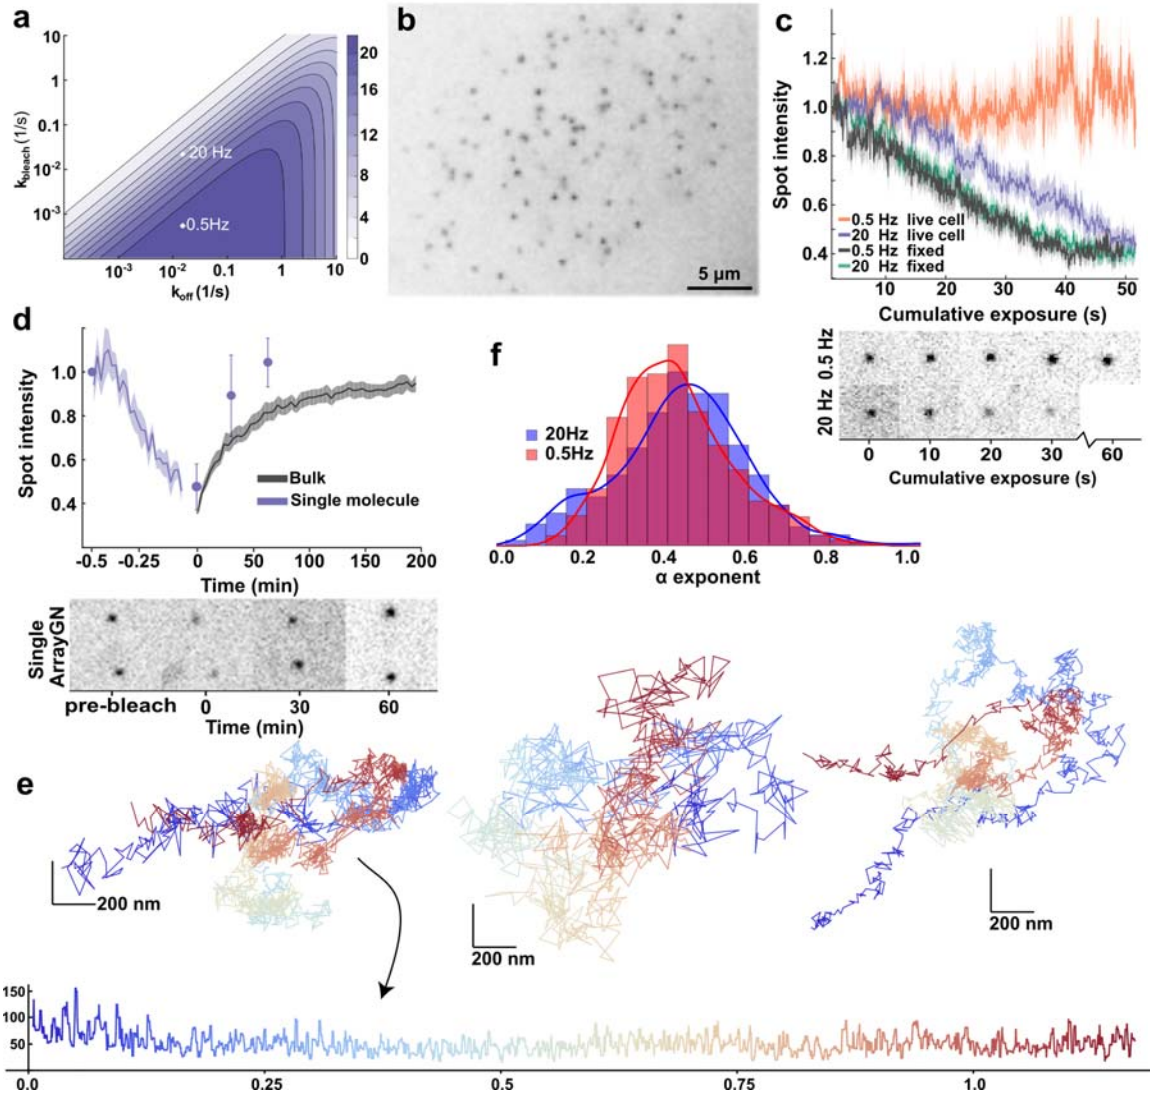 a
10
1
0.1
10-2
10-3
kbleach (1/s)
20 Hz
0.5Hz
10-3
10-2
0.1
1
10
koff (1/s)
20
16
12
8
4
0
b
5 µm
c
1.2
1.0
0.8
0.6
0.4
Spot intensity
0.5 Hz live cell
20 Hz live cell
0.5 Hz fixed
20 Hz fixed
10 20 30 40 50
Cumulative exposure (s)
0.5 Hz
20 Hz
0 10 20 30 60
Cumulative exposure (s)
d
1.0
0.8
0.6
0.4
Spot intensity
Bulk
Single molecule
-0.5 -0.25 0 50 100 150 200
Time (min)
Single
ArrayGN
pre-bleach 0 30 60
Time (min)
f
20Hz
0.5Hz
0.0 0.2 0.4 0.6 0.8 1.0
α exponent
e
200 nm
200 nm
200 nm
150
100
50
0.0 0.25 0.5 0.75 1.0